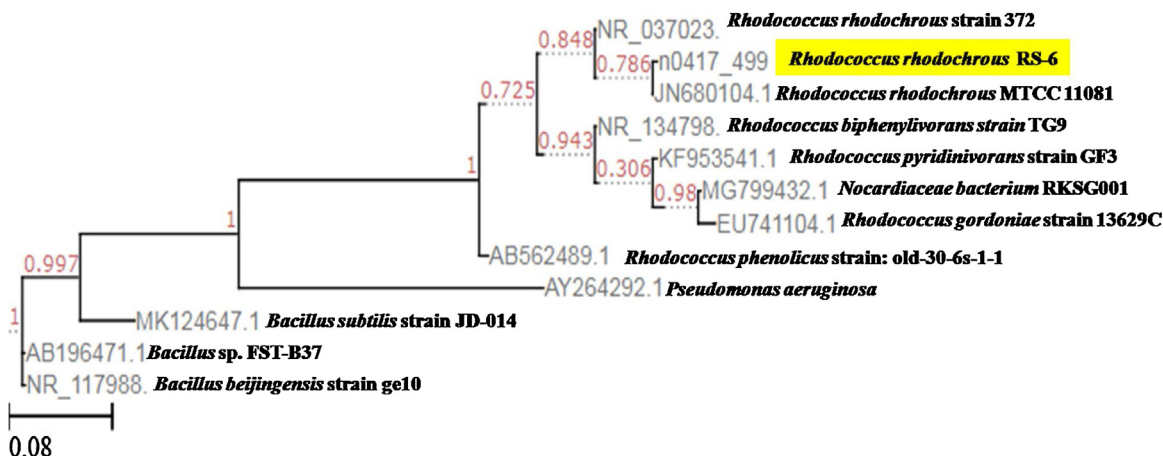 NR_037023. Rhodococcus rhodochrous strain 372
0.848
0.786 n0417_499 Rhodococcus rhodochrous RS-6
0.725 JN680104.1 Rhodococcus rhodochrous MTCC 11081
NR_134798. Rhodococcus biphenylivorans strain TG9
0.943
KF953541.1 Rhodococcus pyridinivorans strain GF3
1 0.306
0.98 MG799432.1 Nocardiaceae bacterium RKSG001
1 EU741104.1 Rhodococcus gordoniae strain 13629C
AB562489.1 Rhodococcus phenolicus strain: old-30-6s-1-1
0.997
AY264292.1 Pseudomonas aeruginosa
1 MK124647.1 Bacillus subtilis strain JD-014
AB196471.1 Bacillus sp. FST-B37
NR_117988. Bacillus beijingensis strain ge10
0.08